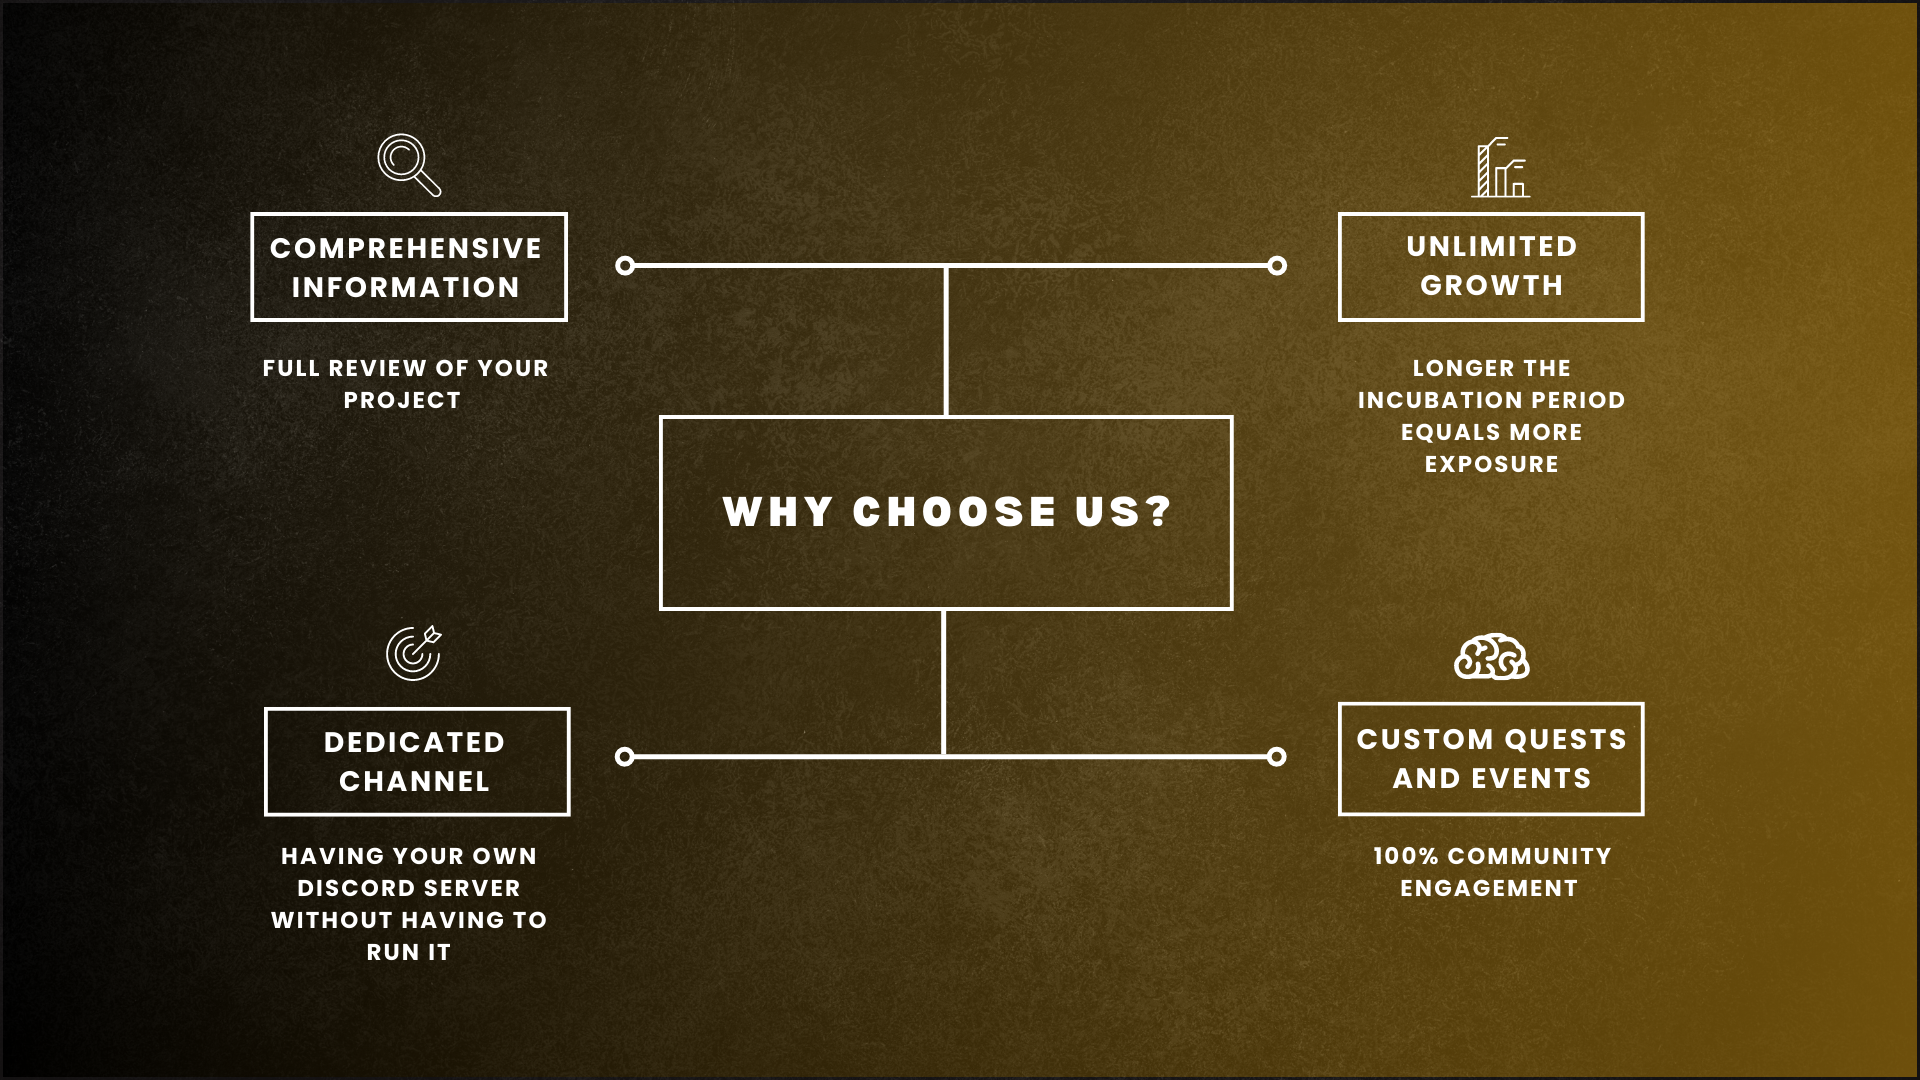 COMPREHENSIVE
INFORMATION
FULL REVIEW OF YOUR
PROJECT
UNLIMITED
GROWTH
LONGER THE
INCUBATION PERIOD
EQUALS MORE
EXPOSURE
WHY CHOOSE US?
DEDICATED
CHANNEL
HAVING YOUR OWN
DISCORD SERVER
WITHOUT HAVING TO
RUN IT
CUSTOM QUESTS
AND EVENTS
100% COMMUNITY
ENGAGEMENT